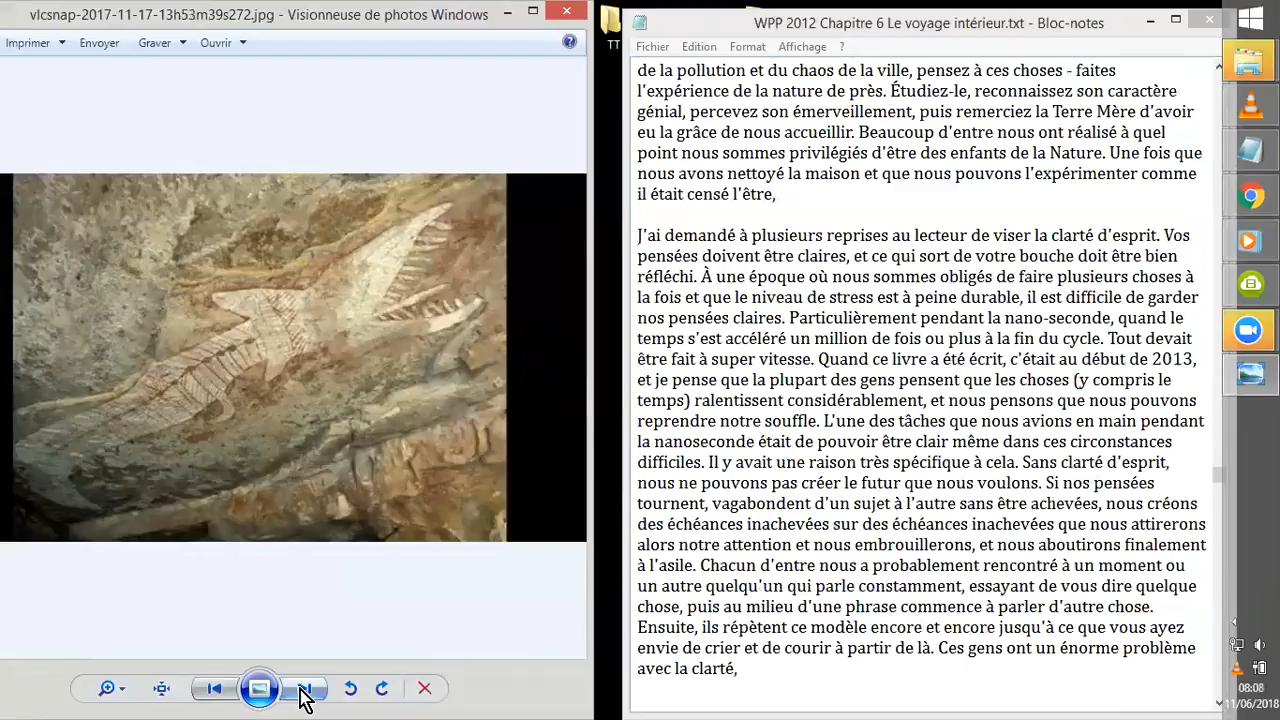 vlcsnap-2017-11-17-13h53m39s272.jpg - Visionneuse de photos Windows
Imprimer Envoyer Graver Ouvrir
TT
WPP 2012 Chapitre 6 Le voyage intérieur.txt - Bloc-notes
Fichier Edition Format Affichage ?
de la pollution et du chaos de la ville, pensez à ces choses - faites
l'expérience de la nature de près. Étudiez-le, reconnaissez son caractère
génial, percevez son émerveillement, puis remerciez la Terre Mère d'avoir
eu la grâce de nous accueillir. Beaucoup d'entre nous ont réalisé à quel
point nous sommes privilégiés d'être des enfants de la Nature. Une fois que
nous avons nettoyé la maison et que nous pouvons l'expérimenter comme
il était censé l'être,
J'ai demandé à plusieurs reprises au lecteur de viser la clarté d'esprit. Vos
pensées doivent être claires, et ce qui sort de votre bouche doit être bien
réfléchi. À une époque où nous sommes obligés de faire plusieurs choses à
la fois et que le niveau de stress est à peine durable, il est difficile de garder
nos pensées claires. Particulièrement pendant la nano-seconde, quand le
temps s'est accéléré un million de fois ou plus à la fin du cycle. Tout devait
être fait à super vitesse. Quand ce livre a été écrit, c'était au début de 2013,
et je pense que la plupart des gens pensent que les choses (y compris le
temps) ralentissent considérablement, et nous pensons que nous pouvons
reprendre notre souffle. L'une des tâches que nous avions en main pendant
la nanoseconde était de pouvoir être clair même dans ces circonstances
difficiles. Il y avait une raison très spécifique à cela. Sans clarté d'esprit,
nous ne pouvons pas créer le futur que nous voulons. Si nos pensées
tournent, vagabondent d'un sujet à l'autre sans être achevées, nous créons
des échéances inachevées sur des échéances inachevées que nous attirerons
alors notre attention et nous embrouillerons, et nous aboutirons finalement
à l'asile. Chacun d'entre nous a probablement rencontré à un moment ou
un autre quelqu'un qui parle constamment, essayant de vous dire quelque
chose, puis au milieu d'une phrase commence à parler d'autre chose.
Ensuite, ils répètent ce modèle encore et encore jusqu'à ce que vous ayez
envie de crier et de courir à partir de là. Ces gens ont un énorme problème
avec la clarté,
08:08
11/06/2018